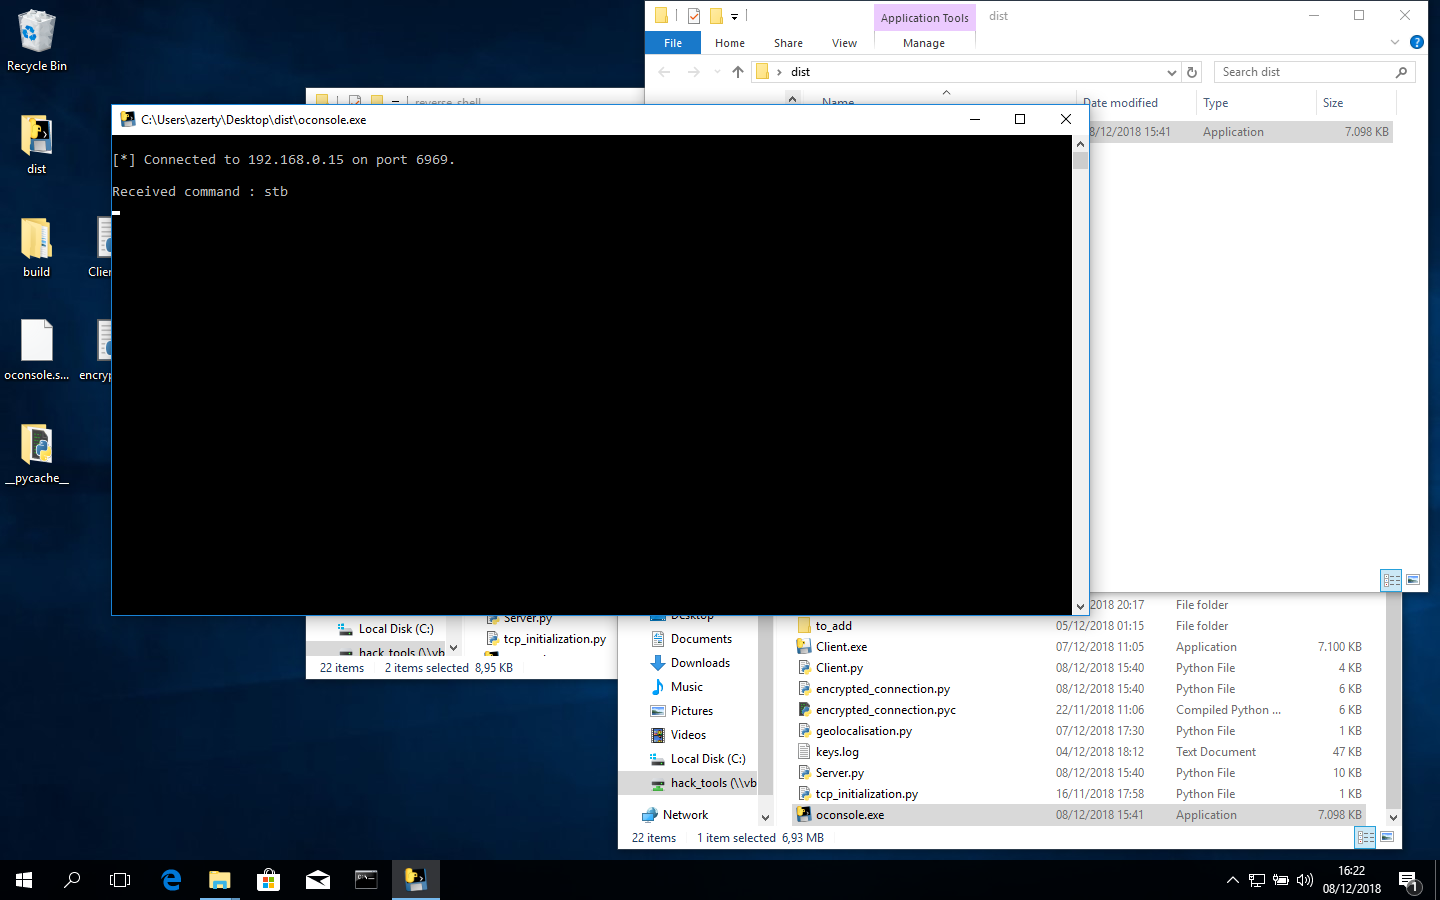 Recycle Bin
dist
build
Clien
oconsole.s...
encryp
__pycache__
reverse_shell
Application Tools
dist
File
Home
Share
View
Manage
dist
Search dist
Name
Date modified
Type
Size
8/12/2018 15:41
Application
7.098 KB
C:\Users\azerty\Desktop\dist\oconsole.exe
[*] Connected to 192.168.0.15 on port 6969.
Received command : stb
Server.py
Local Disk (C:)
tcp_initialization.py
hack_tools (\\vb
22 items
2 items selected
8,95 KB
Desktop
Documents
Downloads
Music
Pictures
Videos
Local Disk (C:)
hack_tools (\\vb
Network
2018 20:17
File folder
to_add
05/12/2018 01:15
File folder
Client.exe
07/12/2018 11:05
Application
7.100 KB
Client.py
08/12/2018 15:40
Python File
4 KB
encrypted_connection.py
08/12/2018 15:40
Python File
6 KB
encrypted_connection.pyc
22/11/2018 11:06
Compiled Python ...
6 KB
geolocalisation.py
07/12/2018 17:30
Python File
1 KB
keys.log
04/12/2018 18:12
Text Document
47 KB
Server.py
08/12/2018 15:40
Python File
10 KB
tcp_initialization.py
16/11/2018 17:58
Python File
1 KB
oconsole.exe
08/12/2018 15:41
Application
7.098 KB
22 items
1 item selected
6,93 MB
16:22
08/12/2018
1